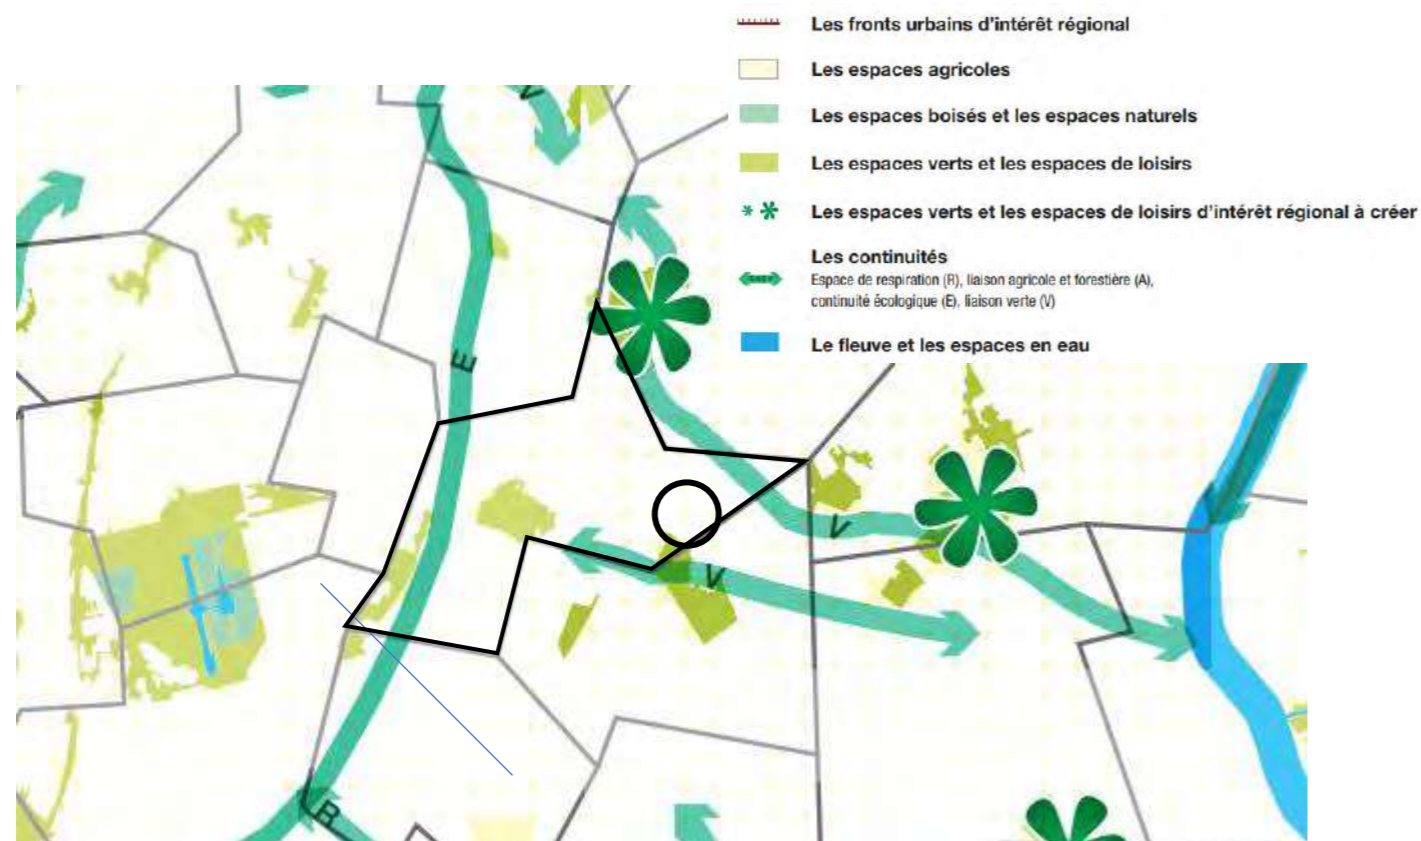 Les fronts urbains d'intérêt régional
Les espaces agricoles
Les espaces boisés et les espaces naturels
Les espaces verts et les espaces de loisirs
Les espaces verts et les espaces de loisirs d'intérêt régional à créer
Les continuités
Espace de respiration (R), liaison agricole et forestière (A),
continuité écologique (E), liaison verte (V)
Le fleuve et les espaces en eau
V
E
V
V
R